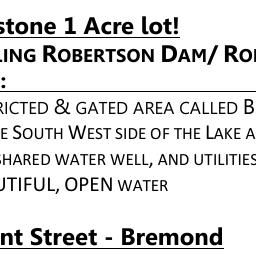 stone 1 Acre lot!
LING ROBERTSON DAM/ RO
:
RICTED & GATED AREA CALLED B
E SOUTH WEST SIDE OF THE LAKE A
SHARED WATER WELL, AND UTILITIES
UTIFUL, OPEN WATER
nt Street - Bremond